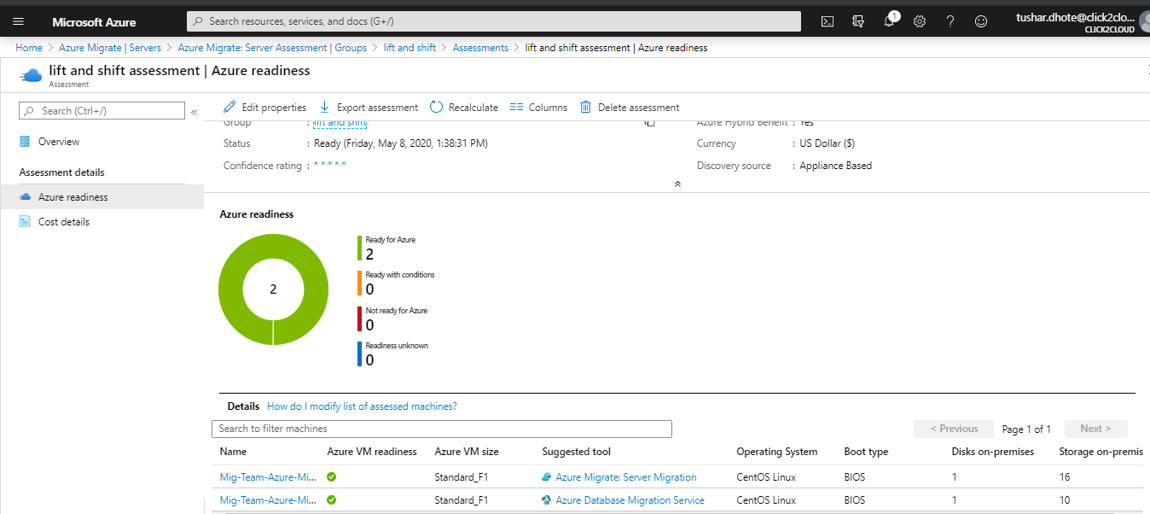 Microsoft Azure
Search resources, services, and docs (G+/)
1
tushar.dhote@click2clo...
CLICK2CLOUD
Home > Azure Migrate | Servers > Azure Migrate: Server Assessment | Groups > lift and shift > Assessments > lift and shift assessment | Azure readiness
lift and shift assessment | Azure readiness
Assessment
Search (Ctrl+/)
«
Overview
Assessment details
Azure readiness
Cost details
Edit properties
Export assessment
Recalculate
Columns
Delete assessment
Group : lift and shift
Azure Hybrid Benefit : Yes
Status : Ready (Friday, May 8, 2020, 1:38:31 PM)
Currency : US Dollar ($)
Confidence rating : * * * * *
Discovery source : Appliance Based
Azure readiness
2
Ready for Azure
2
Ready with conditions
0
Not ready for Azure
0
Readiness unknown
0
Details How do I modify list of assessed machines?
Search to filter machines
< Previous Page 1 of 1 Next >
Name Azure VM readiness Azure VM size Suggested tool Operating System Boot type Disks on-premises Storage on-premis
Mig-Team-Azure-Mi... Standard_F1 Azure Migrate: Server Migration CentOS Linux BIOS 1 16
Mig-Team-Azure-Mi... Standard_F1 Azure Database Migration Service CentOS Linux BIOS 1 10